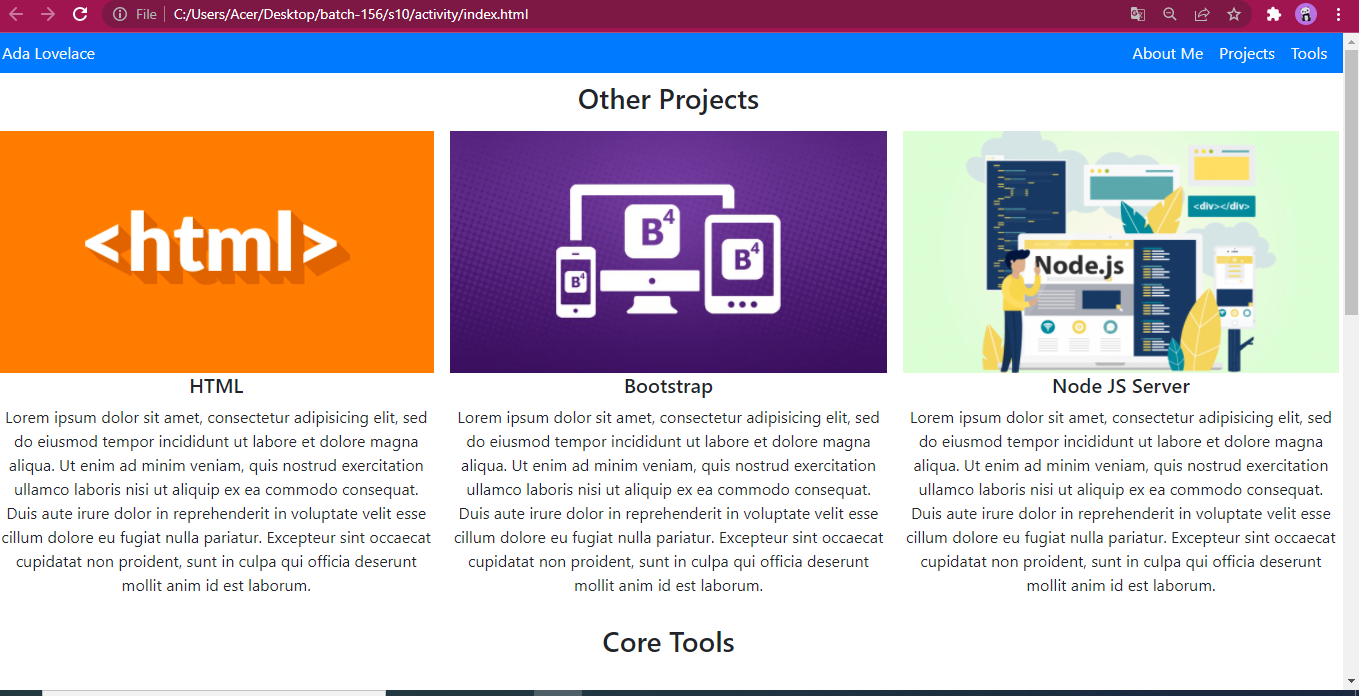 File C:/Users/Acer/Desktop/batch-156/s10/activity/index.html
Ada Lovelace
About Me Projects Tools
Other Projects
<html>
B4
B4
B4
<div></div>
Node.js
HTML
Lorem ipsum dolor sit amet, consectetur adipisicing elit, sed
do eiusmod tempor incididunt ut labore et dolore magna
aliqua. Ut enim ad minim veniam, quis nostrud exercitation
ullamco laboris nisi ut aliquip ex ea commodo consequat.
Duis aute irure dolor in reprehenderit in voluptate velit esse
cillum dolore eu fugiat nulla pariatur. Excepteur sint occaecat
cupidatat non proident, sunt in culpa qui officia deserunt
mollit anim id est laborum.
Bootstrap
Lorem ipsum dolor sit amet, consectetur adipisicing elit, sed
do eiusmod tempor incididunt ut labore et dolore magna
aliqua. Ut enim ad minim veniam, quis nostrud exercitation
ullamco laboris nisi ut aliquip ex ea commodo consequat.
Duis aute irure dolor in reprehenderit in voluptate velit esse
cillum dolore eu fugiat nulla pariatur. Excepteur sint occaecat
cupidatat non proident, sunt in culpa qui officia deserunt
mollit anim id est laborum.
Node JS Server
Lorem ipsum dolor sit amet, consectetur adipisicing elit, sed
do eiusmod tempor incididunt ut labore et dolore magna
aliqua. Ut enim ad minim veniam, quis nostrud exercitation
ullamco laboris nisi ut aliquip ex ea commodo consequat.
Duis aute irure dolor in reprehenderit in voluptate velit esse
cillum dolore eu fugiat nulla pariatur. Excepteur sint occaecat
cupidatat non proident, sunt in culpa qui officia deserunt
mollit anim id est laborum.
Core Tools